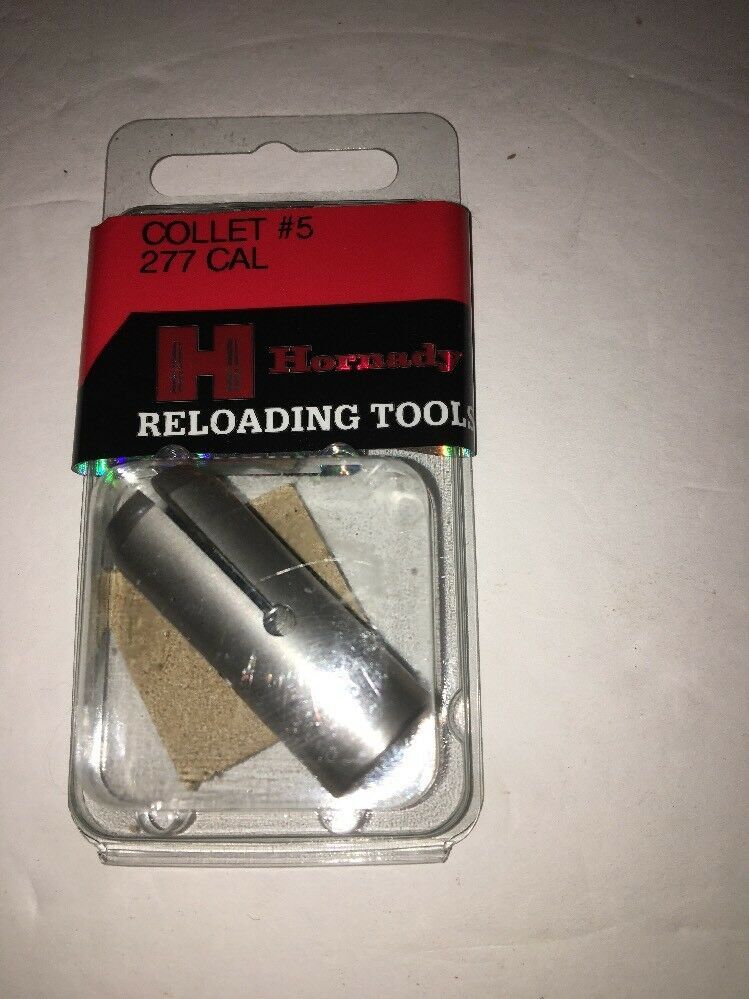 COLLET #5
277 CAL
H Hornady
RELOADING TOOLS